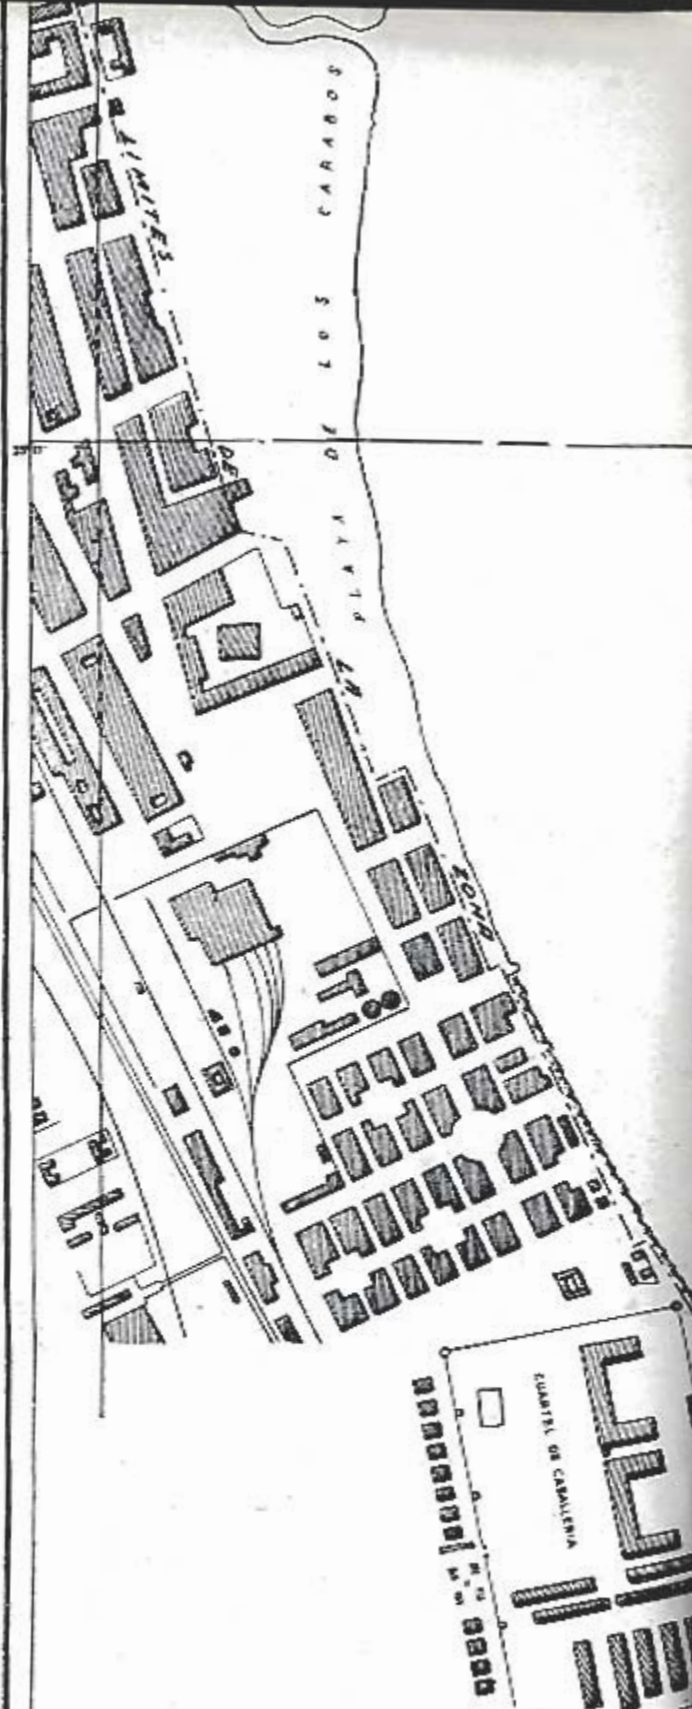 LIMITES
DE
LA
ZONA
PLAYA DE LOS CARABOS
CUARTEL DE CABALLERIA